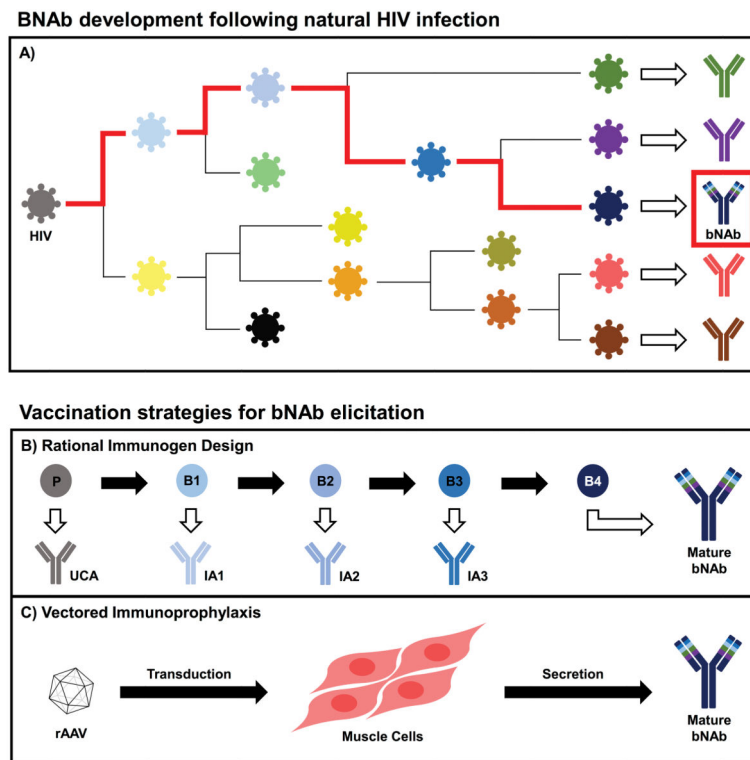 BNAb development following natural HIV infection
A)
HIV
bNAb
Vaccination strategies for bNAb elicitation
B) Rational Immunogen Design
P B1 B2 B3 B4
UCA IA1 IA2 IA3
Mature
bNAb
C) Vectored Immunoprophylaxis
Transduction Secretion
rAAV Muscle Cells
Mature
bNAb